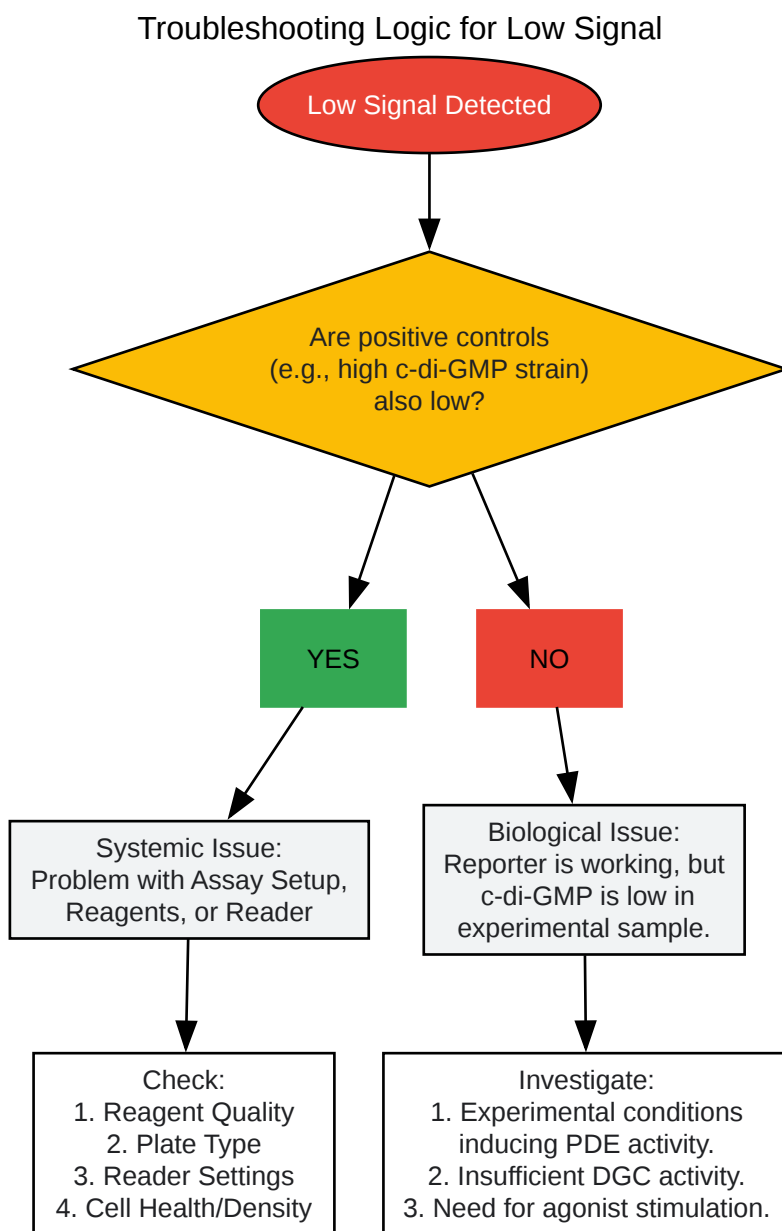 Troubleshooting Logic for Low Signal
Low Signal Detected
Are positive controls
(e.g., high c-di-GMP strain)
also low?
YES
NO
Systemic Issue:
Problem with Assay Setup,
Reagents, or Reader
Biological Issue:
Reporter is working, but
c-di-GMP is low in
experimental sample.
Check:
1. Reagent Quality
2. Plate Type
3. Reader Settings
4. Cell Health/Density
Investigate:
1. Experimental conditions
inducing PDE activity.
2. Insufficient DGC activity.
3. Need for agonist stimulation.